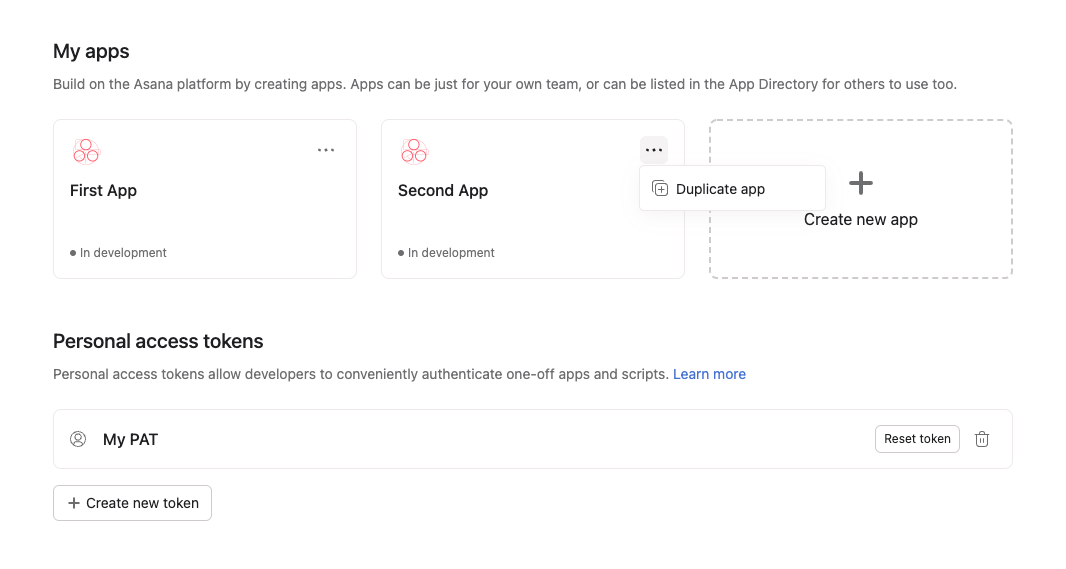 My apps
Build on the Asana platform by creating apps. Apps can be just for your own team, or can be listed in the App Directory for others to use too.
First App
In development
Second App
In development
Duplicate app
Create new app
Personal access tokens
Personal access tokens allow developers to conveniently authenticate one-off apps and scripts. Learn more
My PAT
Reset token
Create new token